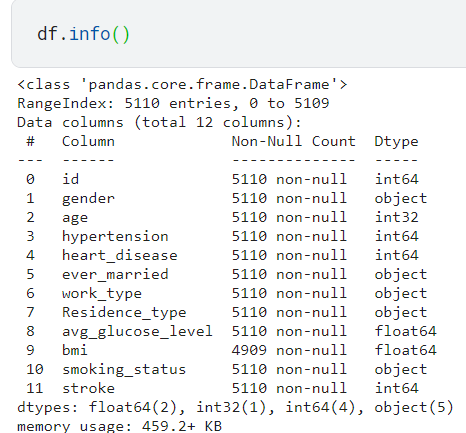 df.info()
<class 'pandas.core.frame.DataFrame'>
RangeIndex: 5110 entries, 0 to 5109
Data columns (total 12 columns):
 #   Column             Non-Null Count  Dtype
---  ------             --------------  -----
 0   id                 5110 non-null   int64
 1   gender             5110 non-null   object
 2   age                5110 non-null   int32
 3   hypertension       5110 non-null   int64
 4   heart_disease      5110 non-null   int64
 5   ever_married       5110 non-null   object
 6   work_type          5110 non-null   object
 7   Residence_type     5110 non-null   object
 8   avg_glucose_level  5110 non-null   float64
 9   bmi                4909 non-null   float64
 10  smoking_status     5110 non-null   object
 11  stroke             5110 non-null   int64
dtypes: float64(2), int32(1), int64(4), object(5)
memory usage: 459.2+ KB